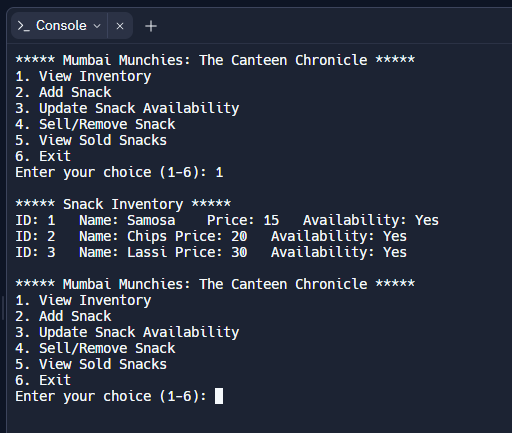 >_ Console
***** Mumbai Munchies: The Canteen Chronicle *****
1. View Inventory
2. Add Snack
3. Update Snack Availability
4. Sell/Remove Snack
5. View Sold Snacks
6. Exit
Enter your choice (1-6): 1
***** Snack Inventory *****
ID: 1   Name: Samosa    Price: 15   Availability: Yes
ID: 2   Name: Chips Price: 20   Availability: Yes
ID: 3   Name: Lassi Price: 30   Availability: Yes
***** Mumbai Munchies: The Canteen Chronicle *****
1. View Inventory
2. Add Snack
3. Update Snack Availability
4. Sell/Remove Snack
5. View Sold Snacks
6. Exit
Enter your choice (1-6):